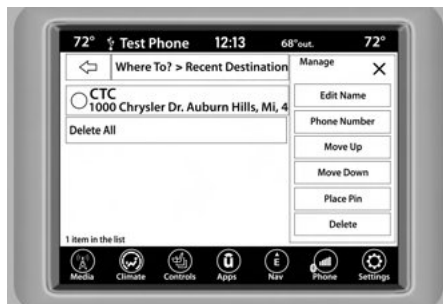 72° Test Phone 12:13 68°out. 72°
Where To? > Recent Destination
Manage
X
CTC
1000 Chrysler Dr. Auburn Hills, Mi, 4
Delete All
Edit Name
Phone Number
Move Up
Move Down
Place Pin
Delete
1 item in the list
Media Climate Controls Apps Nav Phone Settings